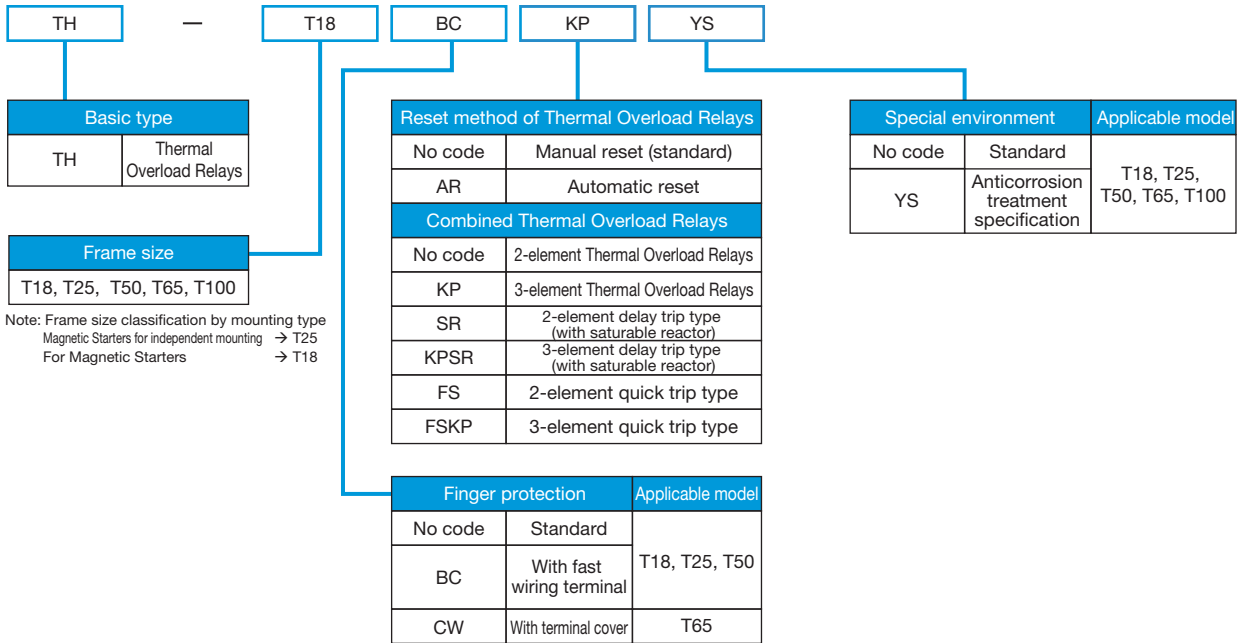 TH — T18 BC KP YS
Basic type
TH
Thermal
Overload Relays
Frame size
T18, T25, T50, T65, T100
Note: Frame size classification by mounting type
Magnetic Starters for independent mounting → T25
For Magnetic Starters → T18
Reset method of Thermal Overload Relays
No code Manual reset (standard)
AR Automatic reset
Combined Thermal Overload Relays
No code 2-element Thermal Overload Relays
KP 3-element Thermal Overload Relays
SR 2-element delay trip type
(with saturable reactor)
KPSR 3-element delay trip type
(with saturable reactor)
FS 2-element quick trip type
FSKP 3-element quick trip type
Finger protection Applicable model
No code Standard
BC With fast
wiring terminal
T18, T25, T50
CW With terminal cover T65
Special environment Applicable model
No code Standard
YS Anticorrosion
treatment
specification
T18, T25,
T50, T65, T100